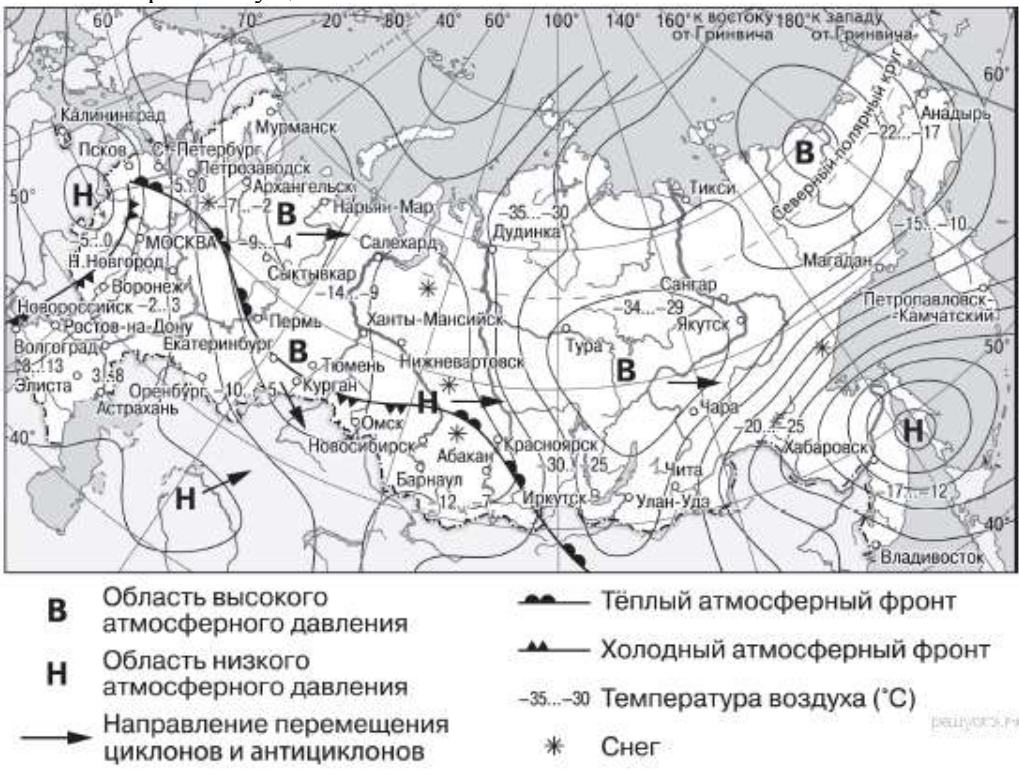 60°
70°
20°
30°
40
60°
80°
100°
120°
140°
160°
к востоку
от Гринвича
180°
к западу
от Гринвича
60°
50°
40°
50°
40°
Северный полярный круг
Калининград
Псков
С.-Петербург
Петрозаводск
Мурманск
Архангельск
Нарьян-Мар
МОСКВА
Н.Новгород
Воронеж
Новороссийск
Ростов-на-Дону
Волгоград
Элиста
Астрахань
Оренбург
Екатеринбург
Пермь
Сыктывкар
Салехард
Ханты-Мансийск
Нижневартовск
Тюмень
Курган
Омск
Новосибирск
Барнаул
Абакан
Красноярск
Иркутск
Улан-Удэ
Чита
Чара
Тура
Дудинка
Тикси
Сангар
Якутск
Магадан
Анадырь
Петропавловск-
-Камчатский
Хабаровск
Владивосток
–5...0
–7...–2
–9...–4
–14...–9
–5...0
–2...3
8...13
3...8
–10...–5
–12...–7
–35...–30
–34...–29
–30...–25
–20...–25
–17...–12
–22...–17
–15...–10
Н
В
В
Н
Н
В
В
Н
В
Область высокого
атмосферного давления
Н
Область низкого
атмосферного давления
Направление перемещения
циклонов и антициклонов
Тёплый атмосферный фронт
Холодный атмосферный фронт
–35...–30 Температура воздуха (°C)
Снег